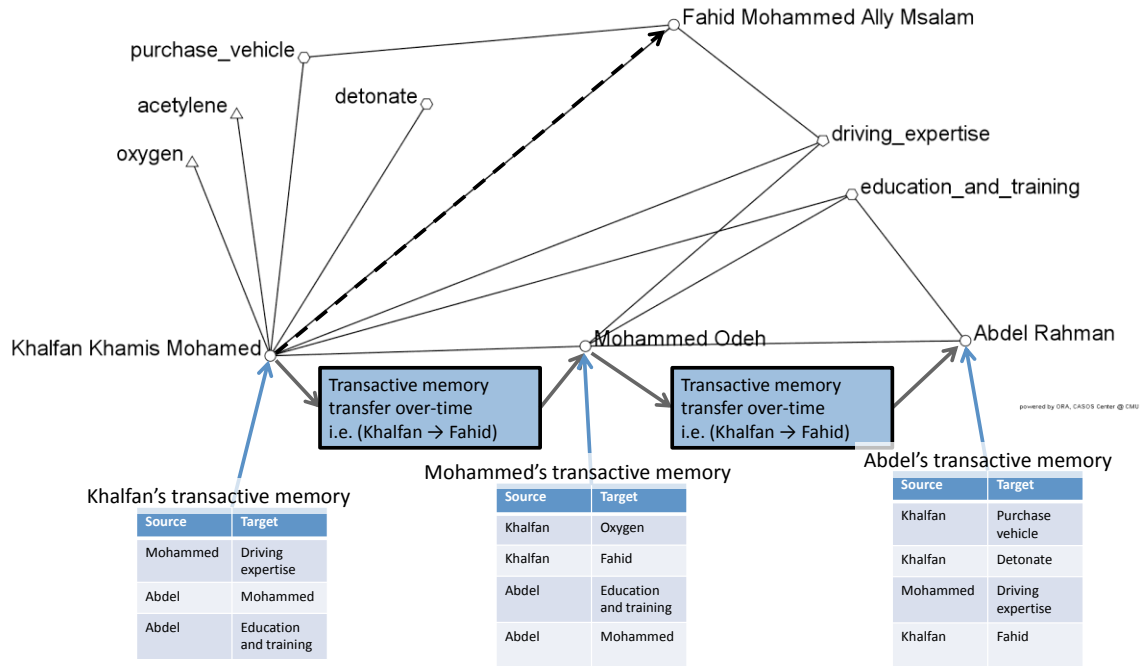 Fahid Mohammed Ally Msalam
purchase_vehicle
acetylene
detonate
oxygen
driving_expertise
education_and_training
Khalfan Khamis Mohamed
Mohammed Odeh
Abdel Rahman
Transactive memory
transfer over-time
i.e. (Khalfan → Fahid)
Transactive memory
transfer over-time
i.e. (Khalfan → Fahid)
powered by ORA, CASOS Center @ CMU
Khalfan's transactive memory
Source Target
Mohammed Driving
expertise
Abdel Mohammed
Abdel Education
and training
Mohammed's transactive memory
Source Target
Khalfan Oxygen
Khalfan Fahid
Abdel Education
and training
Abdel Mohammed
Abdel's transactive memory
Source Target
Khalfan Purchase
vehicle
Khalfan Detonate
Mohammed Driving
expertise
Khalfan Fahid